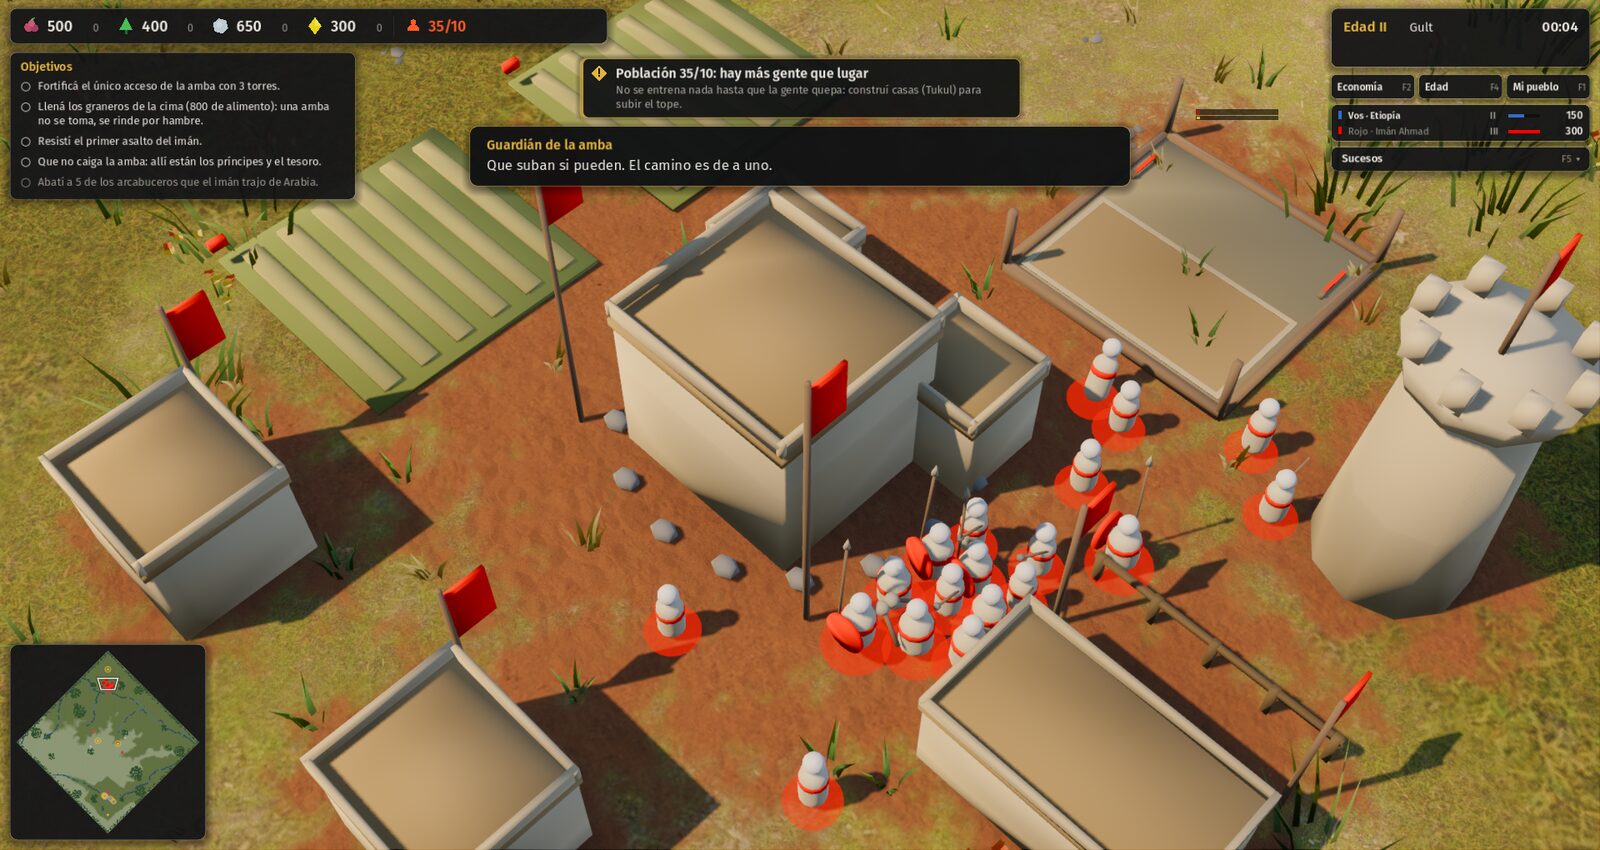 500 0 400 0 650 0 300 0 35/10
Objetivos
Fortificá el único acceso de la amba con 3 torres.
Llená los graneros de la cima (800 de alimento): una amba
no se toma, se rinde por hambre.
Resistí el primer asalto del imán.
Que no caiga la amba: allí están los príncipes y el tesoro.
Abatí a 5 de los arcabuceros que el imán trajo de Arabia.
Población 35/10: hay más gente que lugar
No se entrena nada hasta que la gente quepa: construí casas (Tukul) para
subir el tope.
Guardián de la amba
Que suban si pueden. El camino es de a uno.
Edad II Gult 00:04
Economía F2 Edad F4 Mi pueblo F1
Vos · Etiopía II 150
Rojo · Imán Ahmad III 300
Sucesos F5